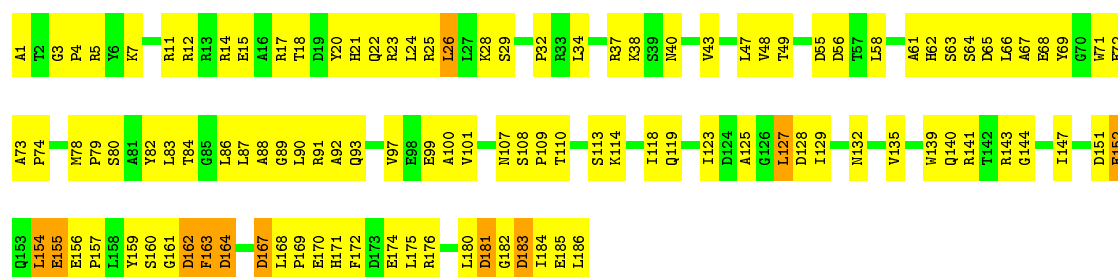 A1 T2 G3 P4 R5 Y6 K7 R11 R12 R13 R14 E15 A16 R17 T18 D19 Y20 H21 Q22 R23 L24 R25 L26 L27 K28 S29 P32 R33 L34 R37 K38 S39 N40 V43 L47 V48 T49 D55 D56 T57 L58 A61 H62 S63 S64 D65 L66 A67 E68 Y69 G70 W71
A73 P74 M78 P79 S80 A81 Y82 L83 T84 G85 L86 L87 A88 G89 L90 R91 A92 Q93 V97 E98 E99 A100 V101 N107 S108 P109 T110 S113 K114 I118 Q119 I123 D124 A125 G126 L127 D128 I129 N132 V135 W139 Q140 R141 T142 R143 G144 I147 D151
Q153 L154 E155 E156 P157 L158 Y159 S160 G161 D162 F163 D164 D167 L168 P169 E170 H171 F172 D173 E174 L175 R176 L180 D181 G182 D183 I184 E185 L186